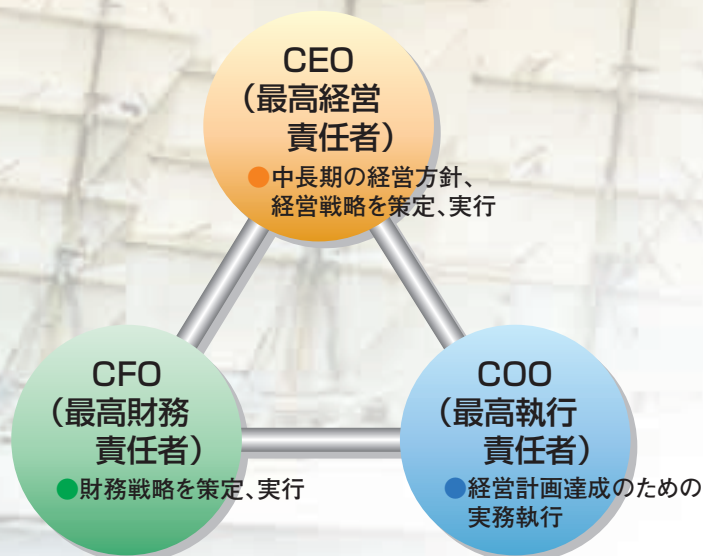 CEO
（最高経営
責任者）
●中長期の経営方針、
経営戦略を策定、実行
CFO
（最高財務
責任者）
●財務戦略を策定、実行
COO
（最高執行
責任者）
●経営計画達成のための
実務執行